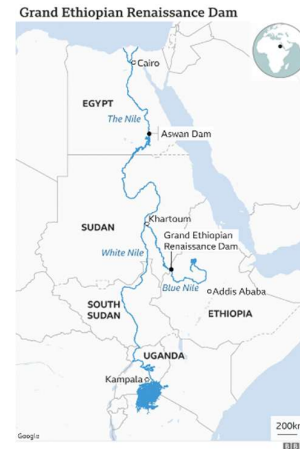 Grand Ethiopian Renaissance Dam
Cairo
EGYPT
The Nile
Aswan Dam
SUDAN
Khartoum
Grand Ethiopian
Renaissance Dam
White Nile
Blue Nile
Addis Ababa
SOUTH
SUDAN
ETHIOPIA
UGANDA
Kampala
200km
Google
BB